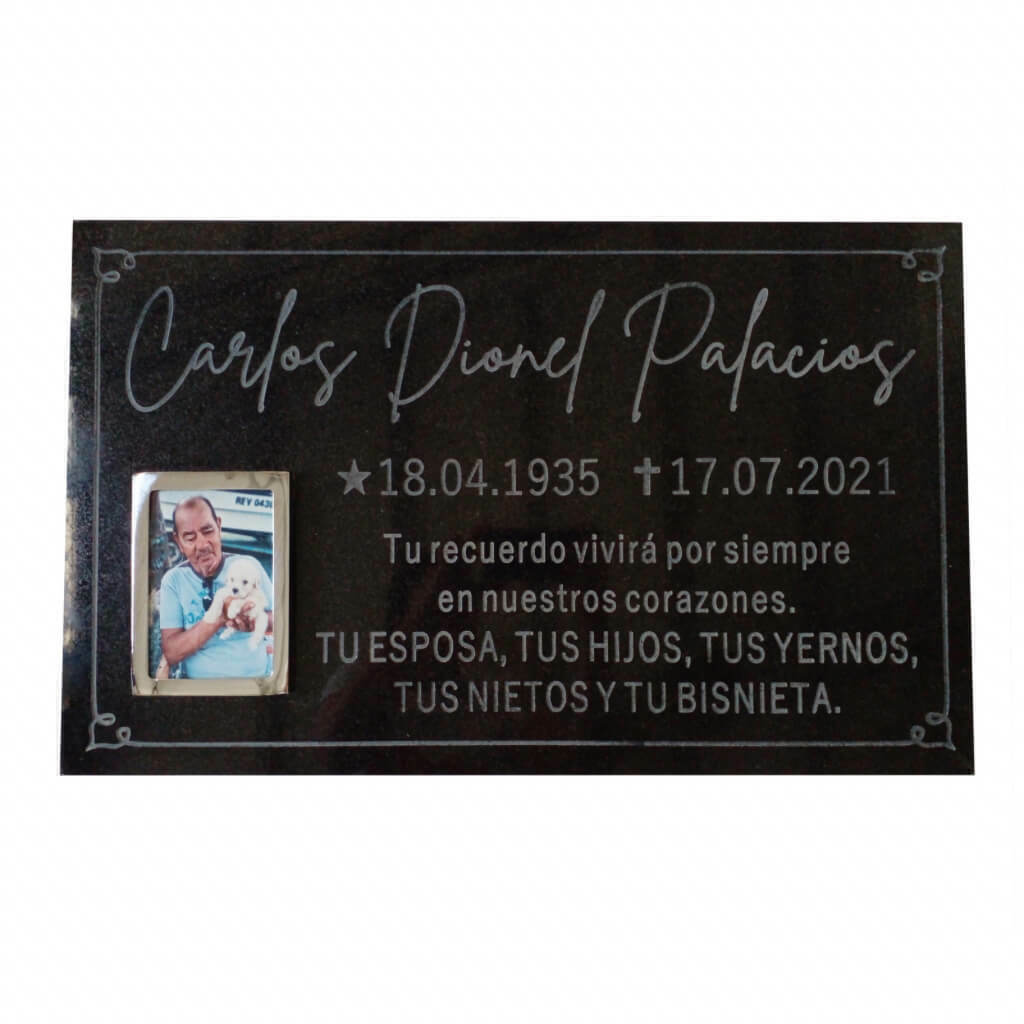 Carlos Dionel Palacios
★18.04.1935 ✝17.07.2021
Tu recuerdo vivirá por siempre
en nuestros corazones.
TU ESPOSA, TUS HIJOS, TUS YERNOS,
TUS NIETOS Y TU BISNIETA.